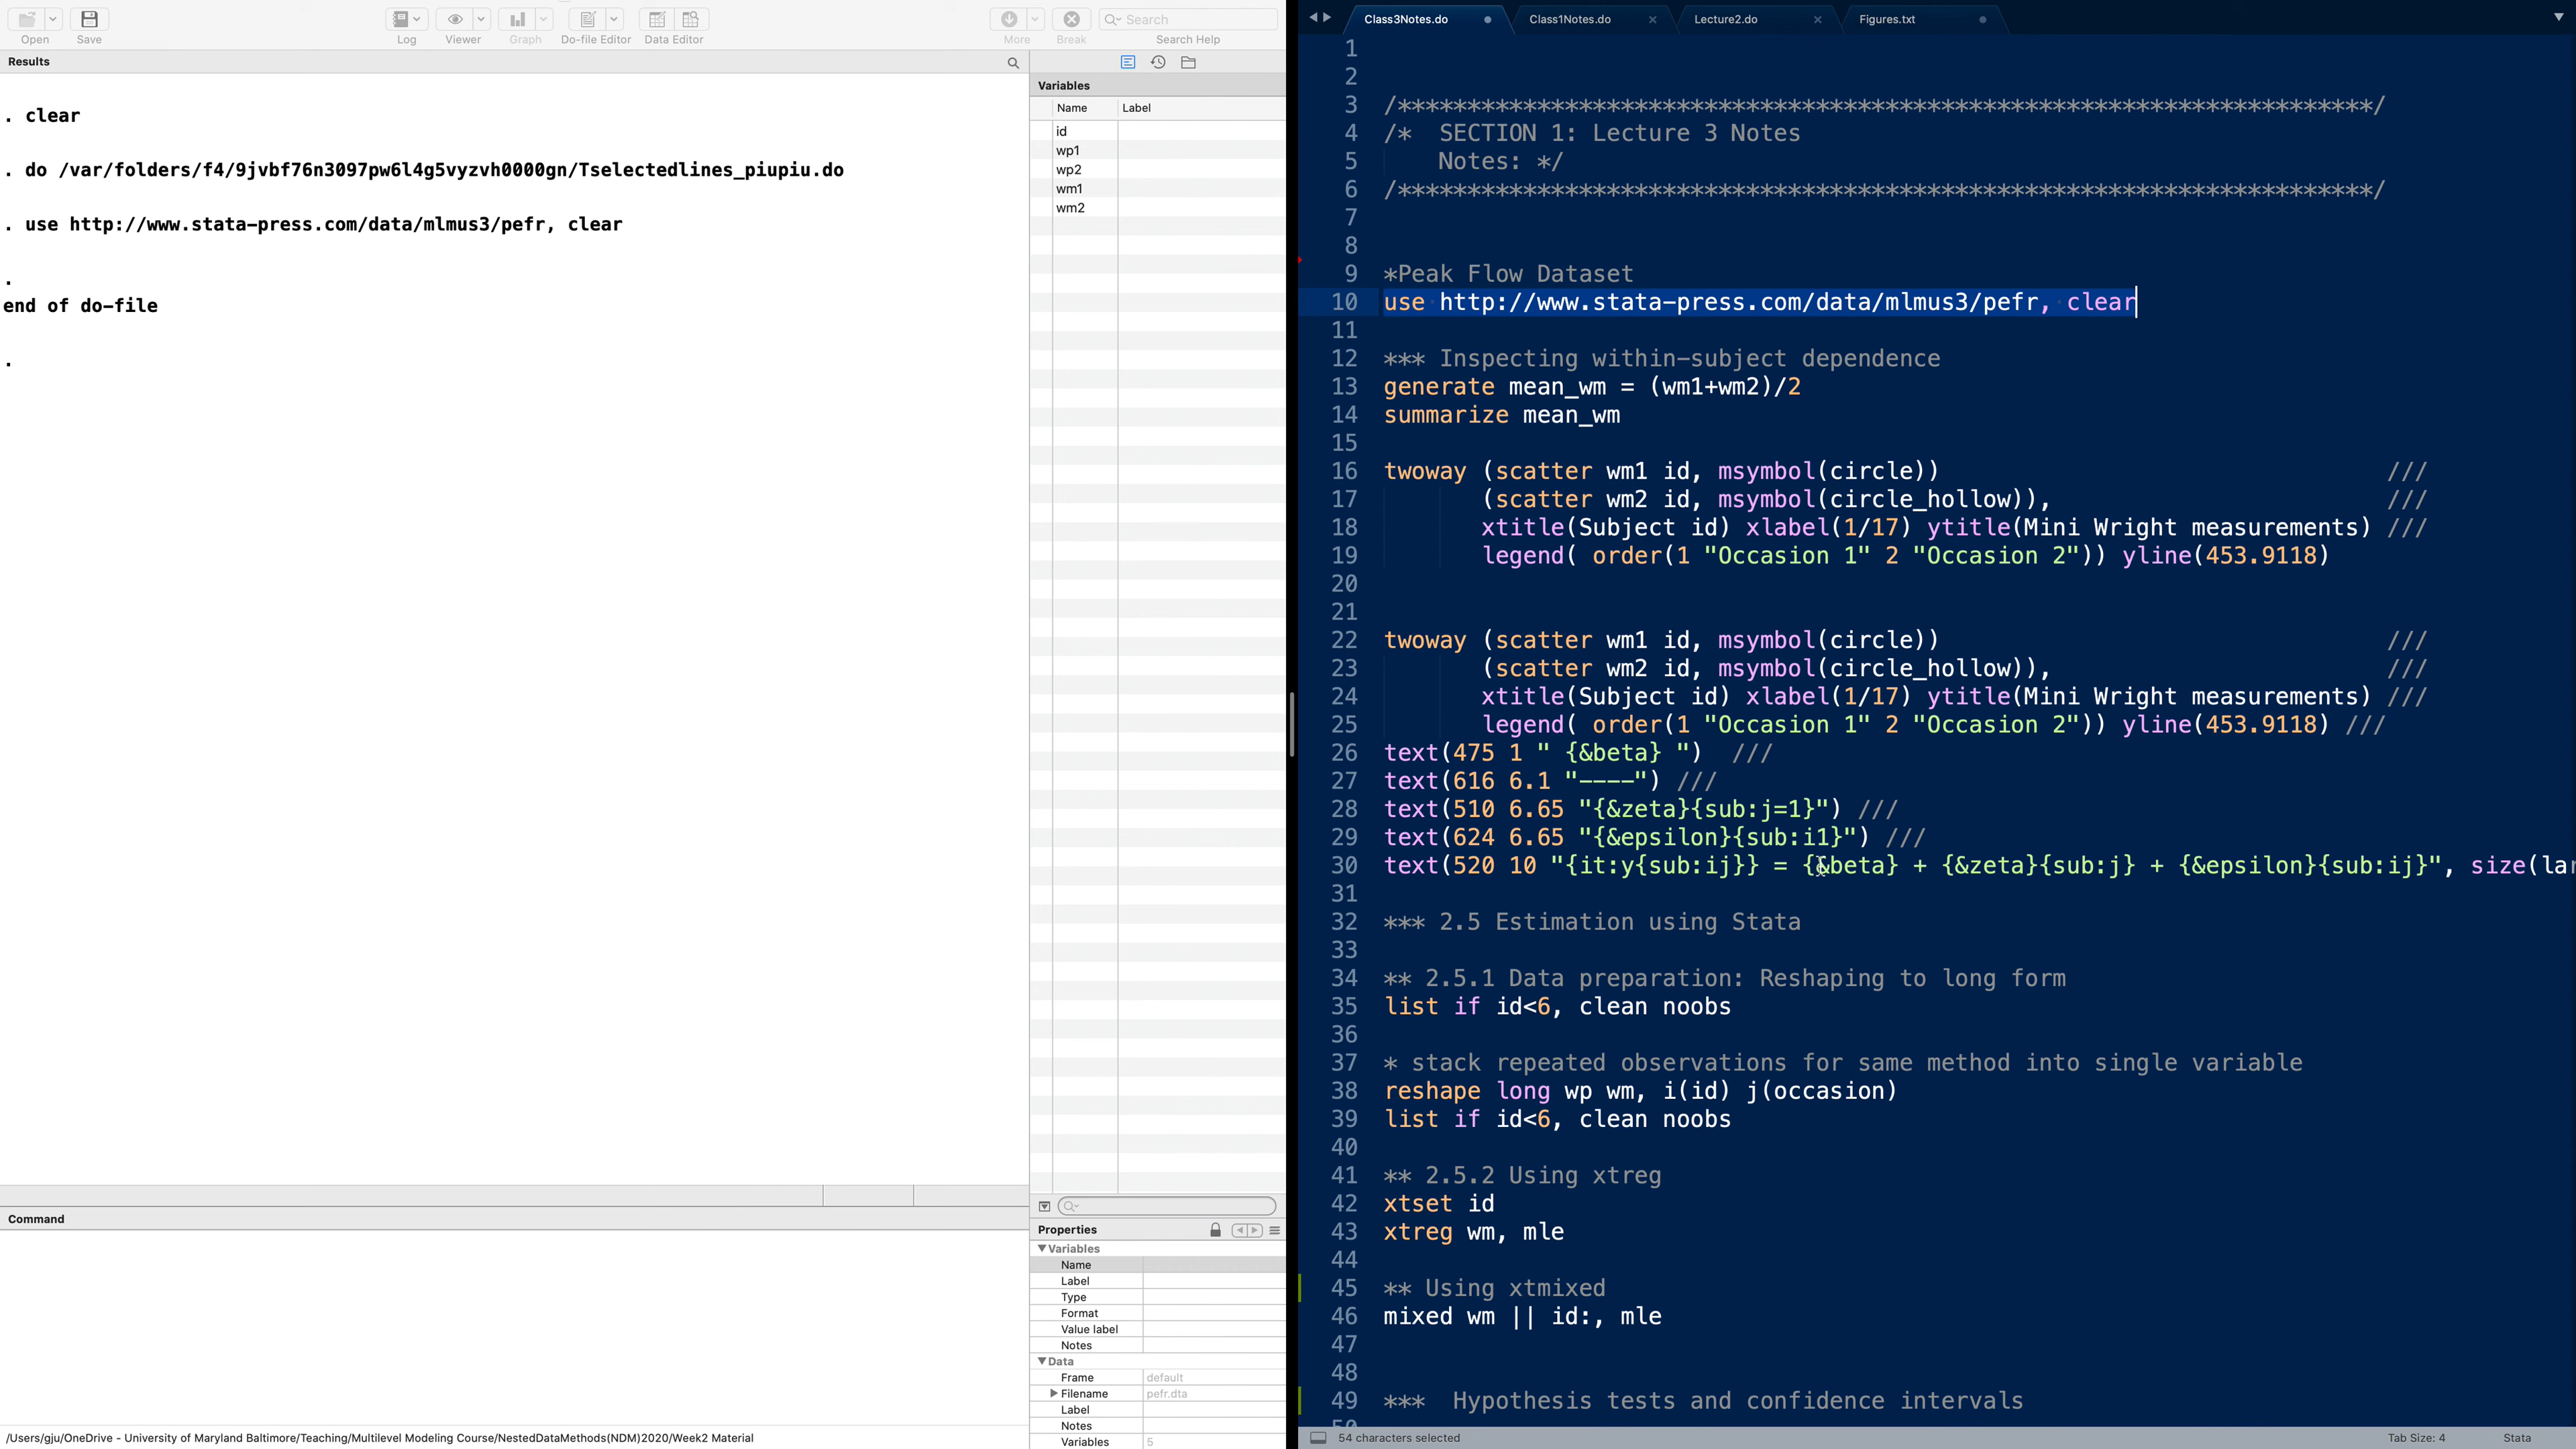 Open
Save
Log
Viewer
Graph
Do-file Editor
Data Editor
More
Break
Search
Search Help
Results
. clear
. do /var/folders/f4/9jvbf76n3097pw6l4g5vyzvh0000gn/Tselectedlines_piupiu.do
. use http://www.stata-press.com/data/mlmus3/pefr, clear
.
end of do-file
.
Command
/Users/gju/OneDrive - University of Maryland Baltimore/Teaching/Multilevel Modeling Course/NestedDataMethods(NDM)2020/Week2 Material
Variables
Name Label
id
wp1
wp2
wm1
wm2
Properties
Variables
Name
Label
Type
Format
Value label
Notes
Data
Frame default
Filename pefr.dta
Label
Notes
Variables 5
Class3Notes.do
Class1Notes.do
Lecture2.do
Figures.txt
1
2
3 /**********************************************************************/
4 /* SECTION 1: Lecture 3 Notes
5 Notes: */
6 /**********************************************************************/
7
8
9 *Peak Flow Dataset
10 use http://www.stata-press.com/data/mlmus3/pefr, clear
11
12 *** Inspecting within-subject dependence
13 generate mean_wm = (wm1+wm2)/2
14 summarize mean_wm
15
16 twoway (scatter wm1 id, msymbol(circle)) ///
17 (scatter wm2 id, msymbol(circle_hollow)), ///
18 xtitle(Subject id) xlabel(1/17) ytitle(Mini Wright measurements) ///
19 legend( order(1 "Occasion 1" 2 "Occasion 2")) yline(453.9118)
20
21
22 twoway (scatter wm1 id, msymbol(circle)) ///
23 (scatter wm2 id, msymbol(circle_hollow)), ///
24 xtitle(Subject id) xlabel(1/17) ytitle(Mini Wright measurements) ///
25 legend( order(1 "Occasion 1" 2 "Occasion 2")) yline(453.9118) ///
26 text(475 1 " {&beta} ") ///
27 text(616 6.1 "----") ///
28 text(510 6.65 "{&zeta}{sub:j=1}") ///
29 text(624 6.65 "{&epsilon}{sub:i1}") ///
30 text(520 10 "{it:y{sub:ij}} = {&beta} + {&zeta}{sub:j} + {&epsilon}{sub:ij}", size(lar
31
32 *** 2.5 Estimation using Stata
33
34 ** 2.5.1 Data preparation: Reshaping to long form
35 list if id<6, clean noobs
36
37 * stack repeated observations for same method into single variable
38 reshape long wp wm, i(id) j(occasion)
39 list if id<6, clean noobs
40
41 ** 2.5.2 Using xtreg
42 xtset id
43 xtreg wm, mle
44
45 ** Using xtmixed
46 mixed wm || id:, mle
47
48
49 *** Hypothesis tests and confidence intervals
50
54 characters selected
Tab Size: 4
Stata